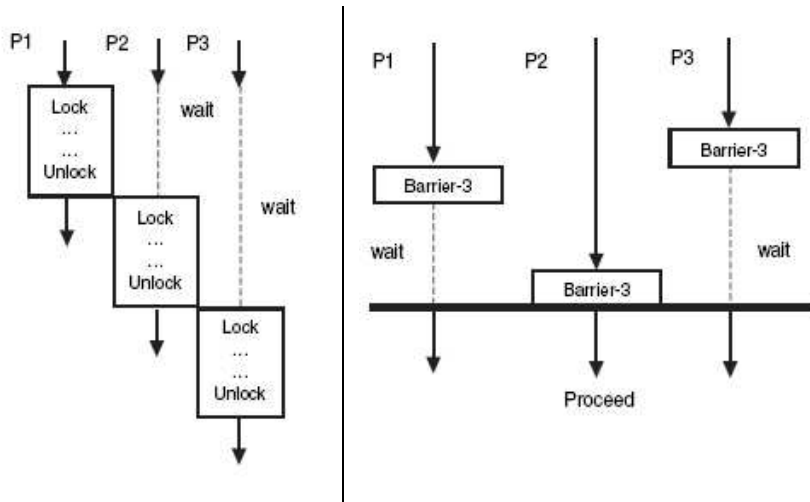 P1 P2 P3
Lock
...
...
Unlock
wait
wait
Lock
...
...
Unlock
Lock
...
...
Unlock
P1
P2
P3
Barrier-3
Barrier-3
wait
wait
Barrier-3
Proceed